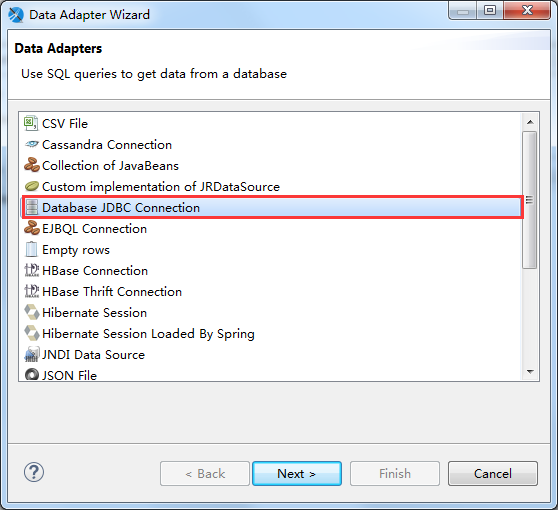 Data Adapter Wizard
Data Adapters
Use SQL queries to get data from a database
CSV File
Cassandra Connection
Collection of JavaBeans
Custom implementation of JRDataSource
Database JDBC Connection
EJBQL Connection
Empty rows
HBase Connection
HBase Thrift Connection
Hibernate Session
Hibernate Session Loaded By Spring
JNDI Data Source
JSON File
< Back
Next >
Finish
Cancel